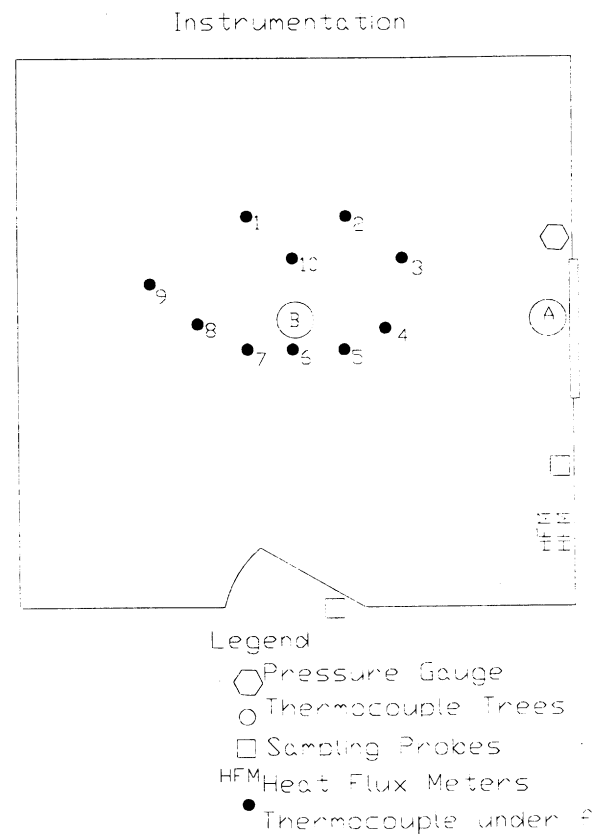 Instrumentation
1 2
10 3
9
8 B 4 A
7 6 5
Legend
Pressure Gauge
Thermocouple Trees
Sampling Probes
HFM Heat Flux Meters
Thermocouple under